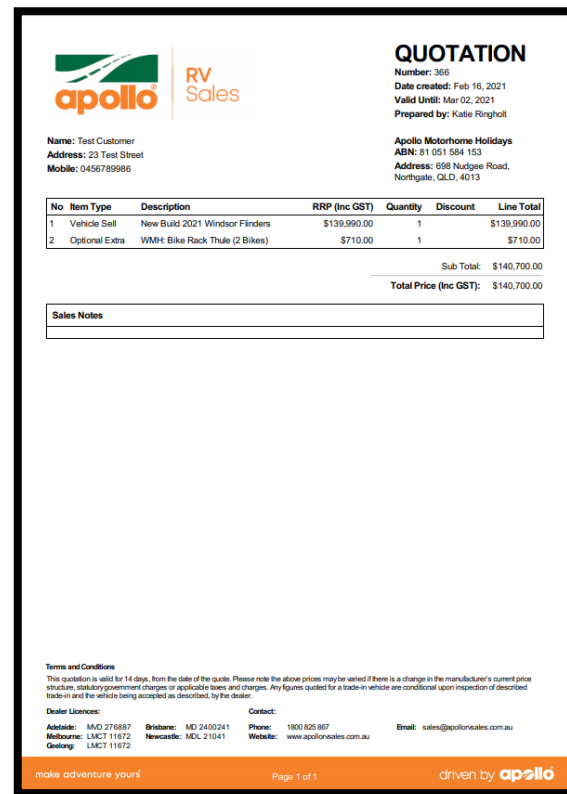 apollo
RV
Sales
QUOTATION
Number: 366
Date created: Feb 16, 2021
Valid Until: Mar 02, 2021
Prepared by: Katie Ringholt
Name: Test Customer
Address: 23 Test Street
Mobile: 0456789986
Apollo Motorhome Holidays
ABN: 81 051 584 153
Address: 698 Nudgee Road,
Northgate, QLD, 4013
No Item Type Description RRP (Inc GST) Quantity Discount Line Total
1 Vehicle Sell New Build 2021 Windsor Flinders $139,990.00 1 $139,990.00
2 Optional Extra WMH: Bike Rack Thule (2 Bikes) $710.00 1 $710.00
Sub Total: $140,700.00
Total Price (Inc GST): $140,700.00
Sales Notes
Terms and Conditions
This quotation is valid for 14 days, from the date of the quote. Please note the above prices may be varied if there is a change in the manufacturer's current price
structure, statutory government charges or applicable taxes and charges. Any figures quoted for a trade-in vehicle are conditional upon inspection of described
trade-in and the vehicle being accepted as described, by the dealer.
Dealer Licences: Contact:
Adelaide: MVD 276887 Brisbane: MD 2400241 Phone: 1800 825 867 Email: sales@apollorvsales.com.au
Melbourne: LMCT 11672 Newcastle: MDL 21041 Website: www.apollorvsales.com.au
Geelong: LMCT 11672
make adventure yours
Page 1 of 1
driven by apollo